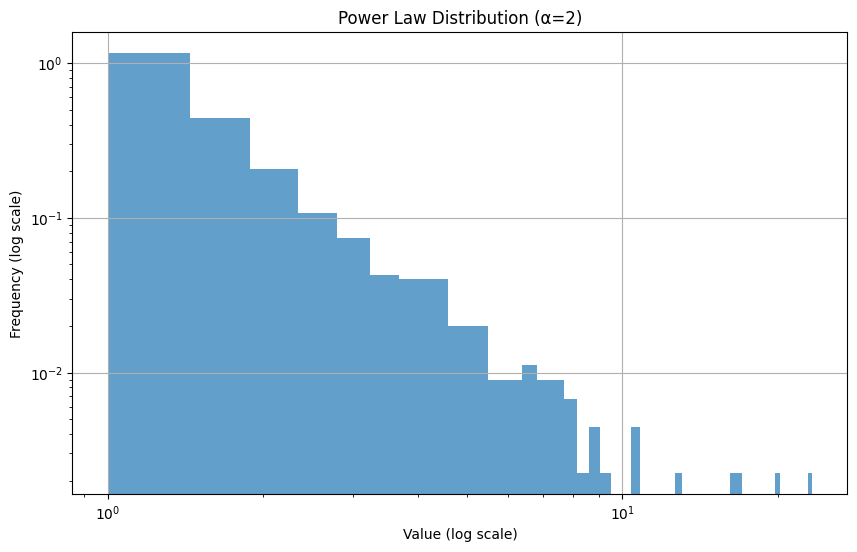 Power Law Distribution (α=2)
Frequency (log scale)
10⁰
10⁻¹
10⁻²
10⁰ 10¹
Value (log scale)